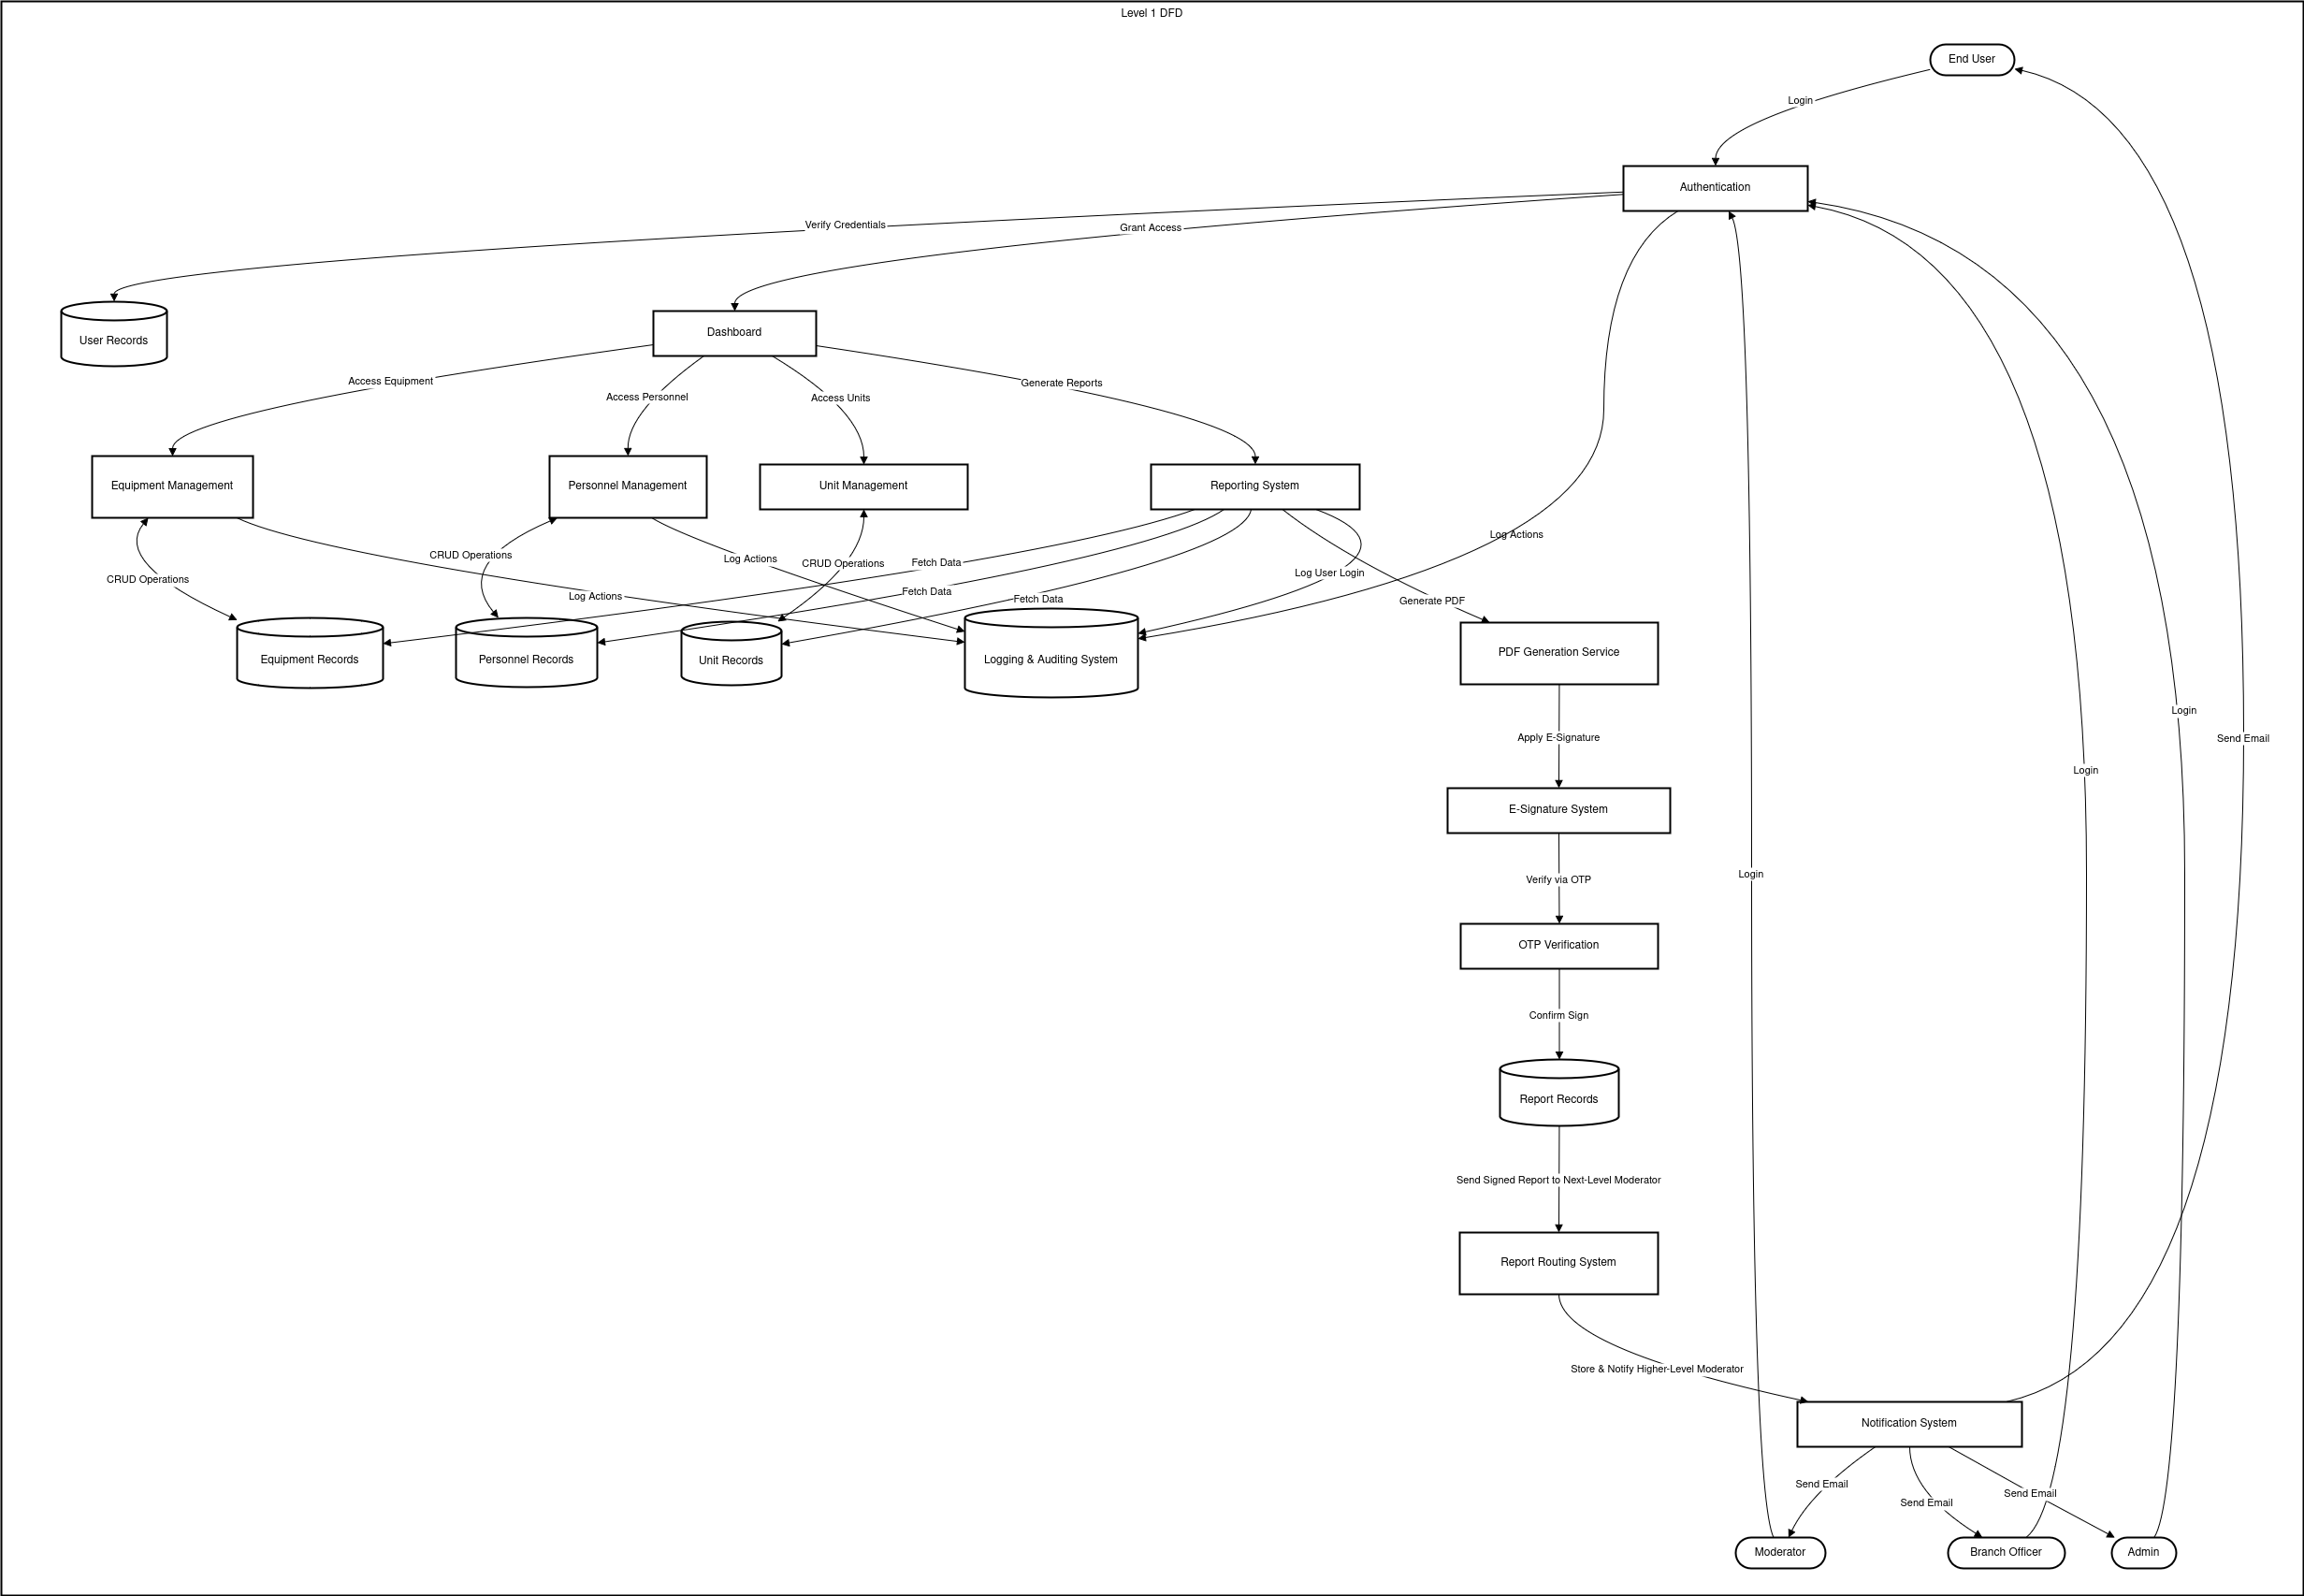 Level 1 DFD
End User
Login
Authentication
Verify Credentials
Grant Access
User Records
Dashboard
Access Equipment
Access Personnel
Access Units
Generate Reports
Equipment Management
Personnel Management
Unit Management
Reporting System
Log Actions
CRUD Operations
Log Actions
CRUD Operations
Fetch Data
Log User Login
CRUD Operations
Log Actions
Fetch Data
Fetch Data
Generate PDF
Equipment Records
Personnel Records
Unit Records
Logging & Auditing System
PDF Generation Service
Login
Send Email
Apply E-Signature
Login
E-Signature System
Login
Verify via OTP
OTP Verification
Confirm Sign
Report Records
Send Signed Report to Next-Level Moderator
Report Routing System
Store & Notify Higher-Level Moderator
Notification System
Send Email
Send Email
Send Email
Moderator
Branch Officer
Admin